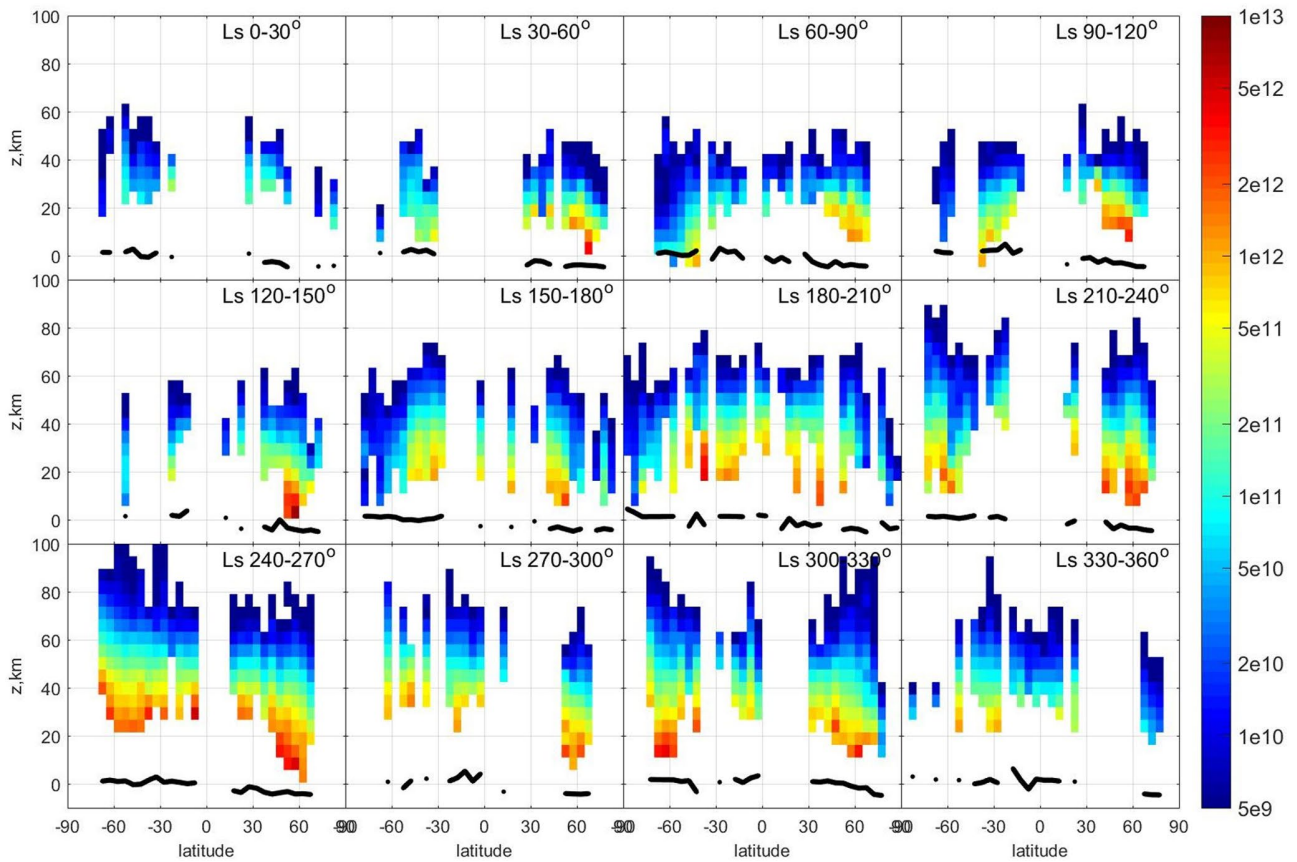 Ls 0-30°
Ls 30-60°
Ls 60-90°
Ls 90-120°
100
80
60
40
20
0
z,km
Ls 120-150°
Ls 150-180°
Ls 180-210°
Ls 210-240°
100
80
60
40
20
0
z,km
Ls 240-270°
Ls 270-300°
Ls 300-330°
Ls 330-360°
100
80
60
40
20
0
z,km
-90 -60 -30 0 30 60 90
-90 -60 -30 0 30 60 90
-90 -60 -30 0 30 60 90
-90 -60 -30 0 30 60 90
latitude
latitude
latitude
latitude
1e13
5e12
2e12
1e12
5e11
2e11
1e11
5e10
2e10
1e10
5e9